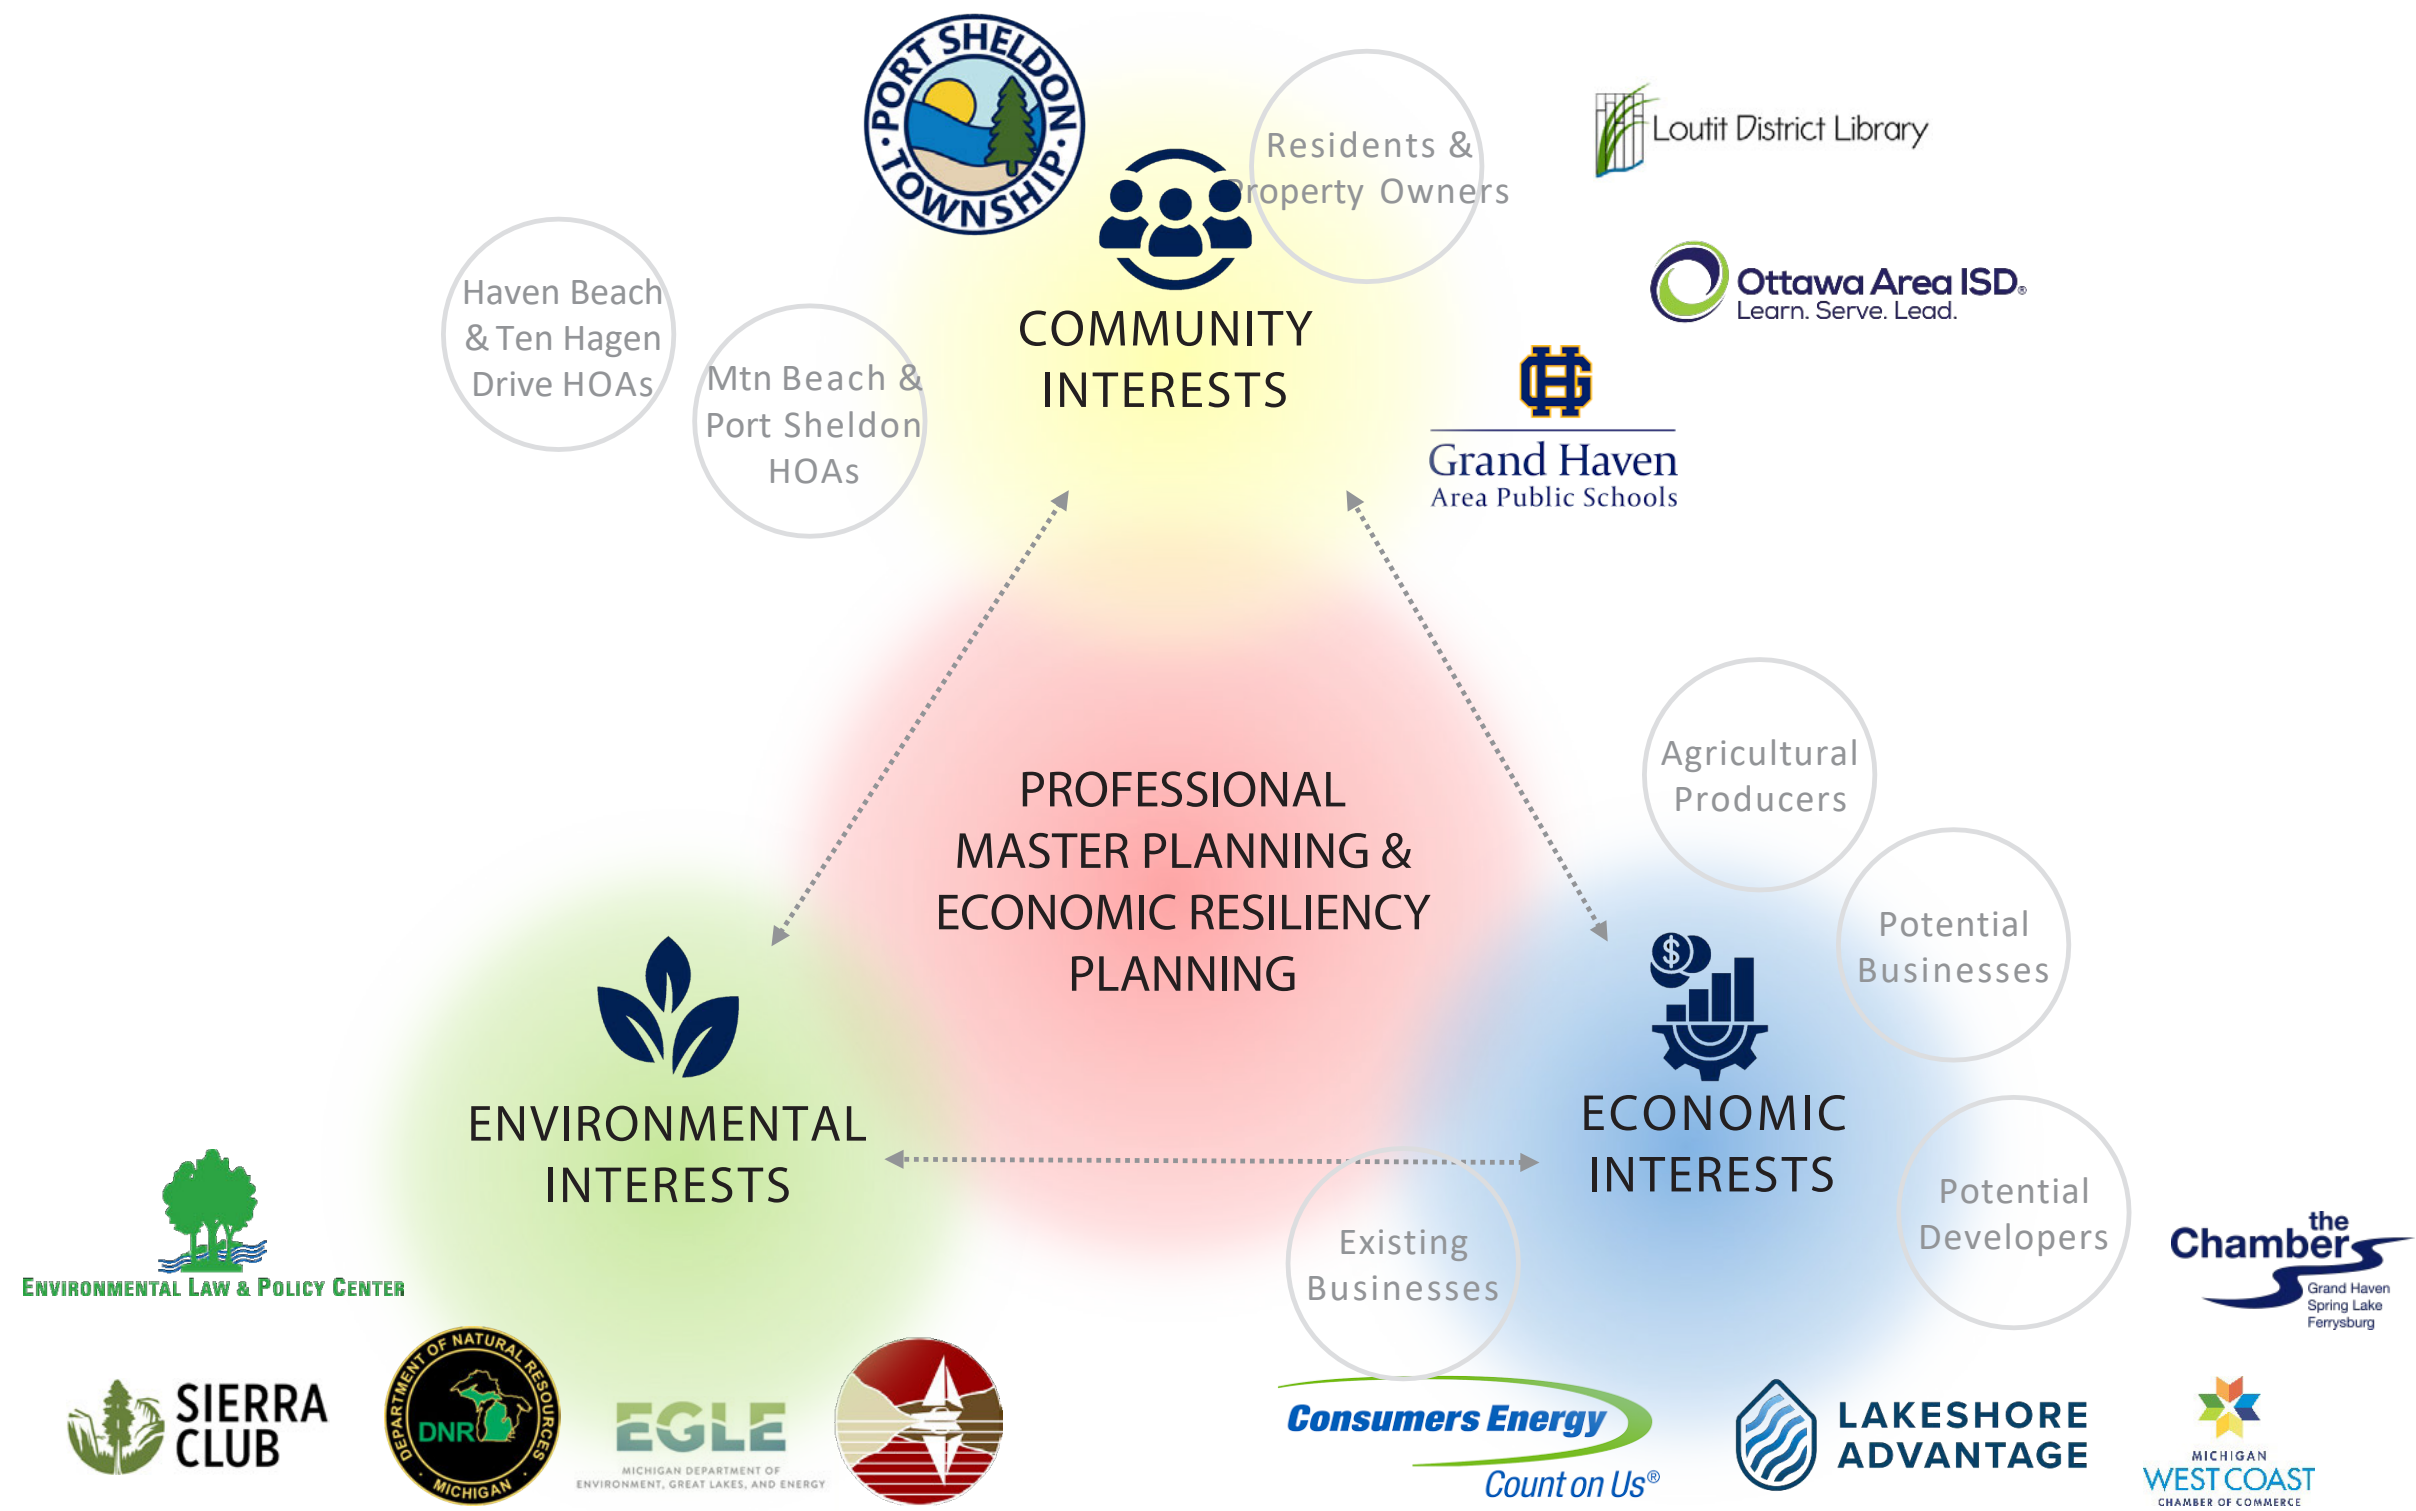 PORT SHELDON
TOWNSHIP
Residents &
Property Owners
Loutit District Library
Ottawa Area ISD®
Learn. Serve. Lead.
Haven Beach
& Ten Hagen
Drive HOAs
Mtn Beach &
Port Sheldon
HOAs
COMMUNITY
INTERESTS
GH
Grand Haven
Area Public Schools
PROFESSIONAL
MASTER PLANNING &
ECONOMIC RESILIENCY
PLANNING
Agricultural
Producers
Potential
Businesses
$
ENVIRONMENTAL
INTERESTS
ECONOMIC
INTERESTS
Existing
Businesses
Potential
Developers
the
Chamber
Grand Haven
Spring Lake
Ferrysburg
ENVIRONMENTAL LAW & POLICY CENTER
SIERRA
CLUB
DEPARTMENT OF NATURAL RESOURCES
DNR
MICHIGAN
EGLE
MICHIGAN DEPARTMENT OF
ENVIRONMENT, GREAT LAKES, AND ENERGY
Consumers Energy
Count on Us®
LAKESHORE
ADVANTAGE
MICHIGAN
WEST COAST
CHAMBER OF COMMERCE